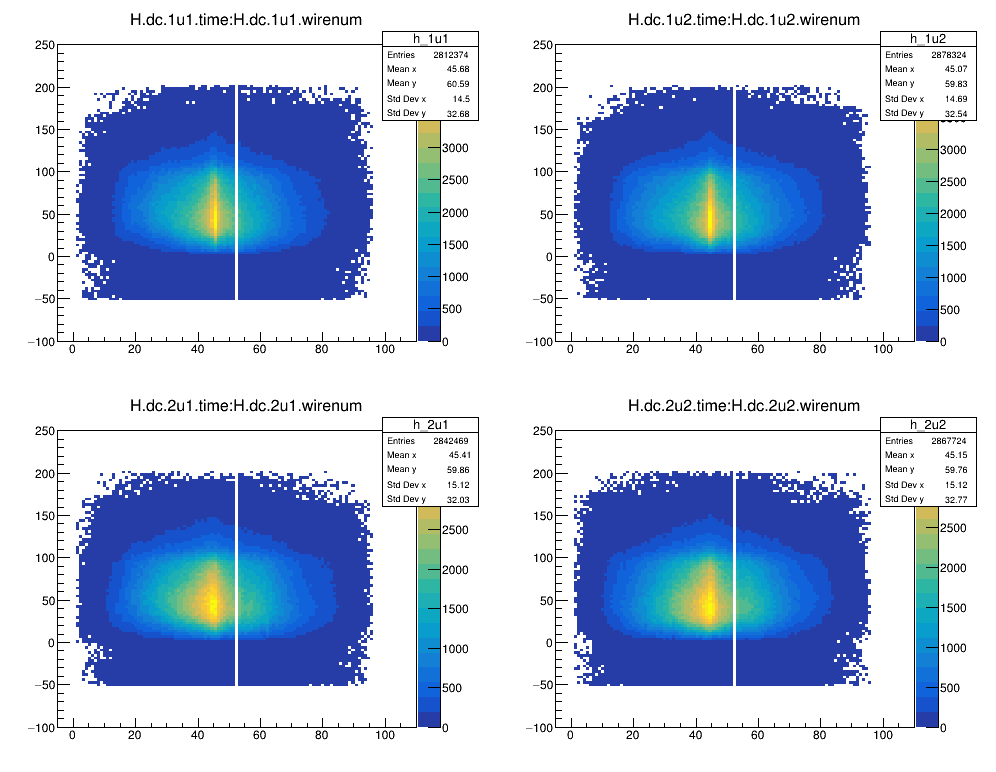 H.dc.1u1.time:H.dc.1u1.wirenum
h_1u1
Entries 2812374
Mean x 45.68
Mean y 60.59
Std Dev x 14.5
Std Dev y 32.68
250
200
150
100
50
0
−50
−100
0 20 40 60 80 100
3000
2500
2000
1500
1000
500
0
H.dc.1u2.time:H.dc.1u2.wirenum
h_1u2
Entries 2878324
Mean x 45.07
Mean y 59.83
Std Dev x 14.69
Std Dev y 32.54
250
200
150
100
50
0
−50
−100
0 20 40 60 80 100
3000
2500
2000
1500
1000
500
0
H.dc.2u1.time:H.dc.2u1.wirenum
h_2u1
Entries 2842469
Mean x 45.41
Mean y 59.86
Std Dev x 15.12
Std Dev y 32.03
250
200
150
100
50
0
−50
−100
0 20 40 60 80 100
2500
2000
1500
1000
500
0
H.dc.2u2.time:H.dc.2u2.wirenum
h_2u2
Entries 2867724
Mean x 45.15
Mean y 59.76
Std Dev x 15.12
Std Dev y 32.77
250
200
150
100
50
0
−50
−100
0 20 40 60 80 100
2500
2000
1500
1000
500
0